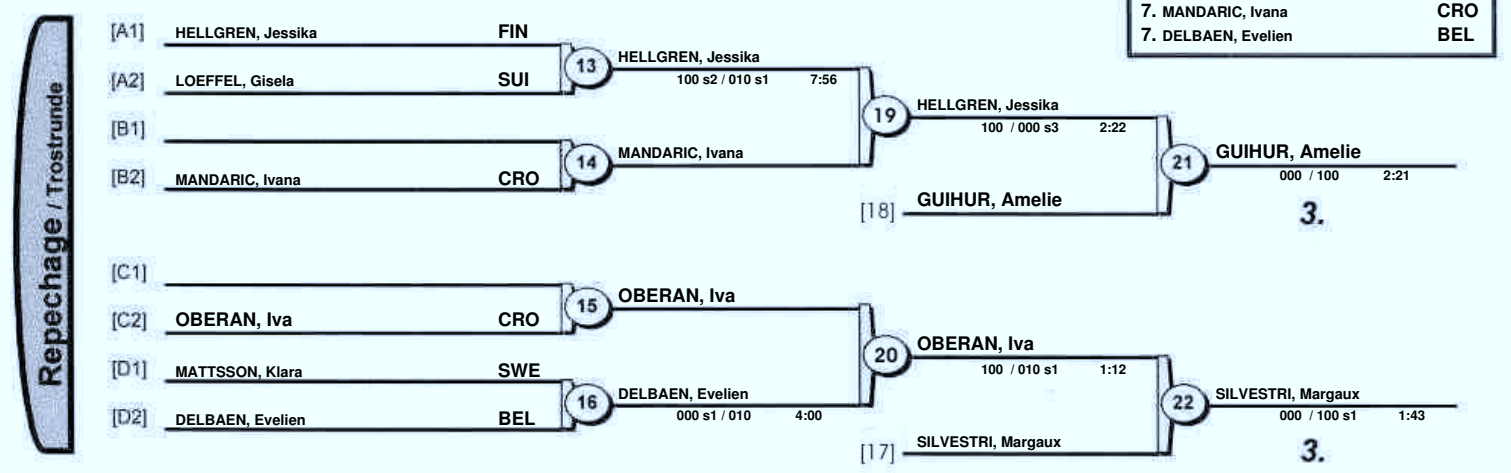 7. MANDARIC, Ivana CRO
7. DELBAEN, Evelien BEL
Repechage / Trostrunde
[A1] HELLGREN, Jessika FIN
13 HELLGREN, Jessika
100 s2 / 010 s1 7:56
[A2] LOEFFEL, Gisela SUI
19 HELLGREN, Jessika
100 / 000 s3 2:22
[B1]
14 MANDARIC, Ivana
[B2] MANDARIC, Ivana CRO
21 GUIHUR, Amelie
000 / 100 2:21
[18] GUIHUR, Amelie
3.
[C1]
15 OBERAN, Iva
[C2] OBERAN, Iva CRO
20 OBERAN, Iva
100 / 010 s1 1:12
[D1] MATTSSON, Klara SWE
16 DELBAEN, Evelien
000 s1 / 010 4:00
[D2] DELBAEN, Evelien BEL
22 SILVESTRI, Margaux
000 / 100 s1 1:43
[17] SILVESTRI, Margaux
3.